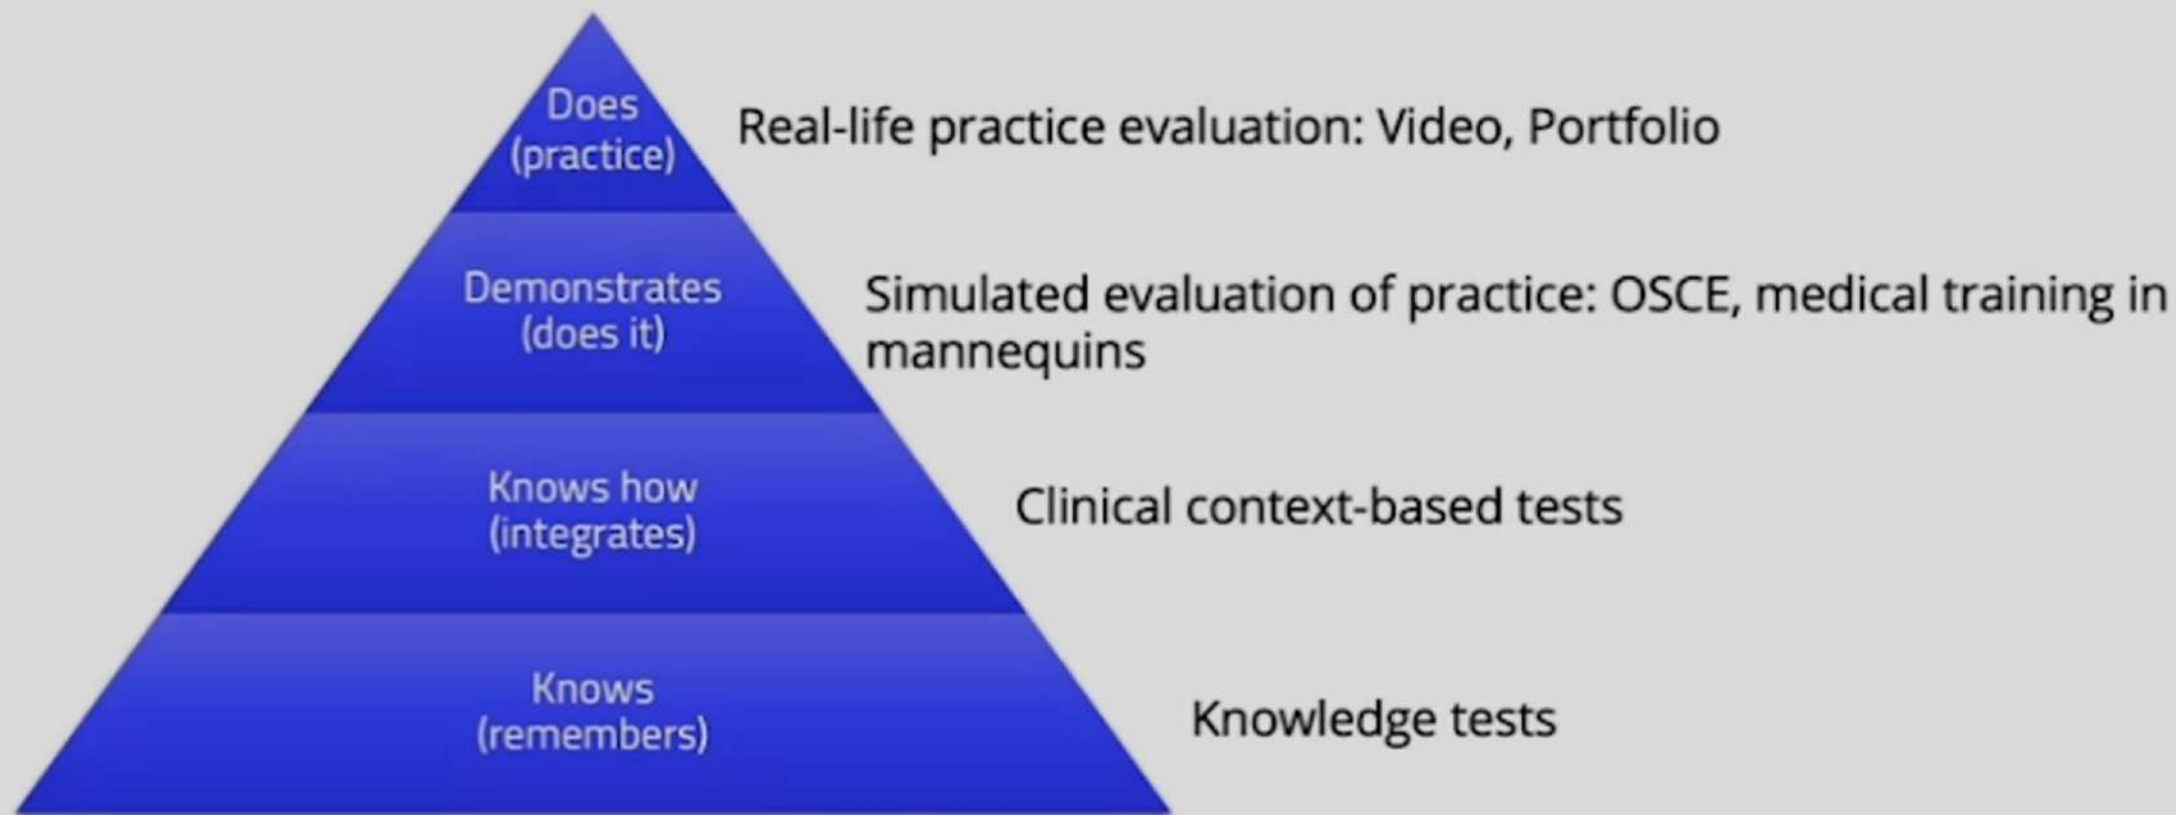 Does
(practice)
Real-life practice evaluation: Video, Portfolio
Demonstrates
(does it)
Simulated evaluation of practice: OSCE, medical training in
mannequins
Knows how
(integrates)
Clinical context-based tests
Knows
(remembers)
Knowledge tests